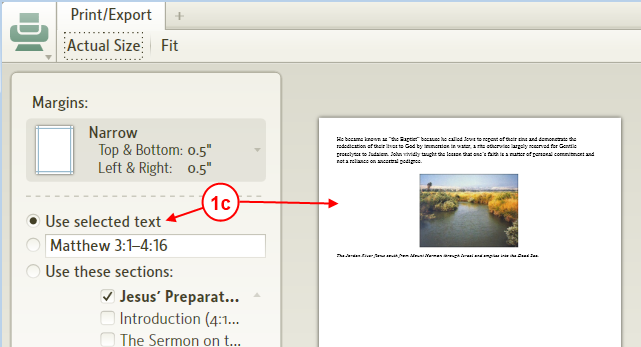 Print/Export
+
Actual Size
Fit
Margins:
Narrow
Top & Bottom: 0.5"
Left & Right: 0.5"
Use selected text
1c
Matthew 3:1–4:16
Use these sections:
Jesus’ Preparat...
Introduction (4:1...
The Sermon on t...
He became known as "the Baptist" because he called Jews to repent of their sins and demonstrate the
rededication of their lives to God by immersion in water, a rite otherwise largely reserved for Gentile
proselytes to Judaism. John vividly taught the lesson that one's faith is a matter of personal commitment and
not a reliance on ancestral pedigree.
The Jordan River flows south from Mount Hermon through Israel and empties into the Dead Sea.